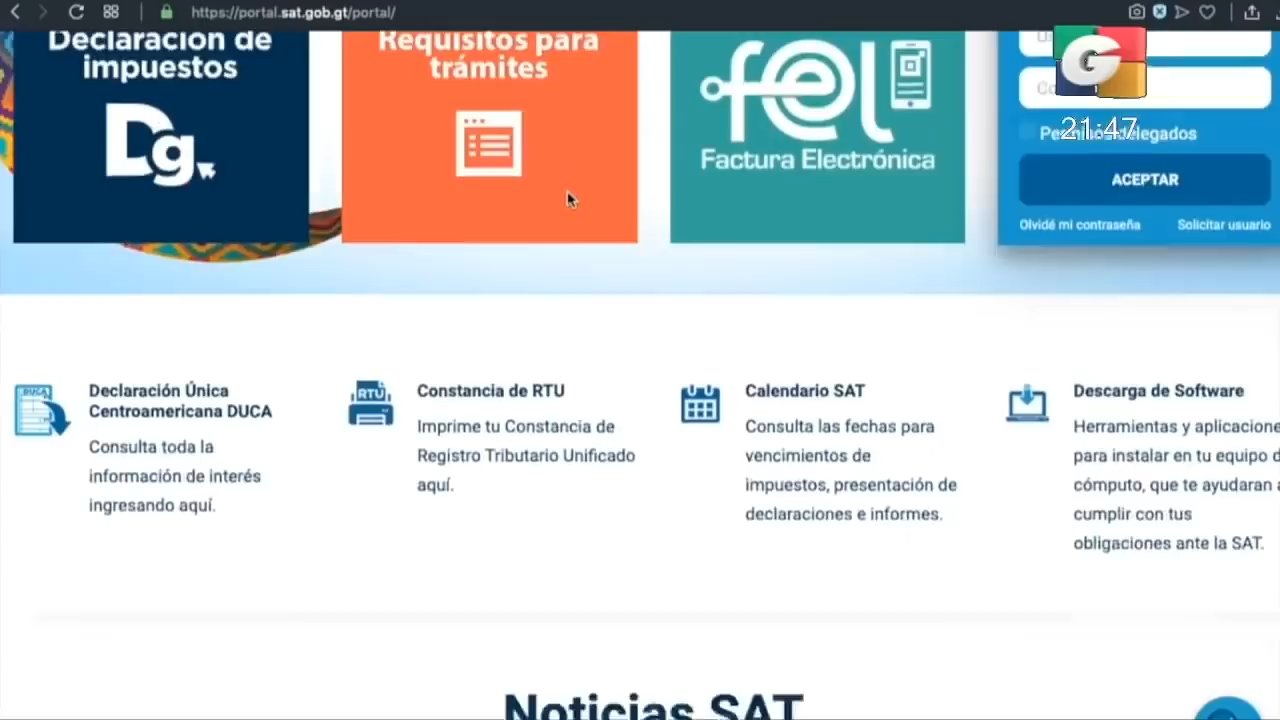 https://portal.sat.gob.gt/portal/
Declaración de
impuestos
Dg
Requisitos para
trámites
fel
Factura Electrónica
G
21:47
Permisos delegados
ACEPTAR
Olvidé mi contraseña
Solicitar usuario
DUCA
Declaración Única
Centroamericana DUCA
Consulta toda la
información de interés
ingresando aquí.
RTU
Constancia de RTU
Imprime tu Constancia de
Registro Tributario Unificado
aquí.
Calendario SAT
Consulta las fechas para
vencimientos de
impuestos, presentación de
declaraciones e informes.
Descarga de Software
Herramientas y aplicacione
para instalar en tu equipo d
cómputo, que te ayudaran a
cumplir con tus
obligaciones ante la SAT.
Noticias SAT